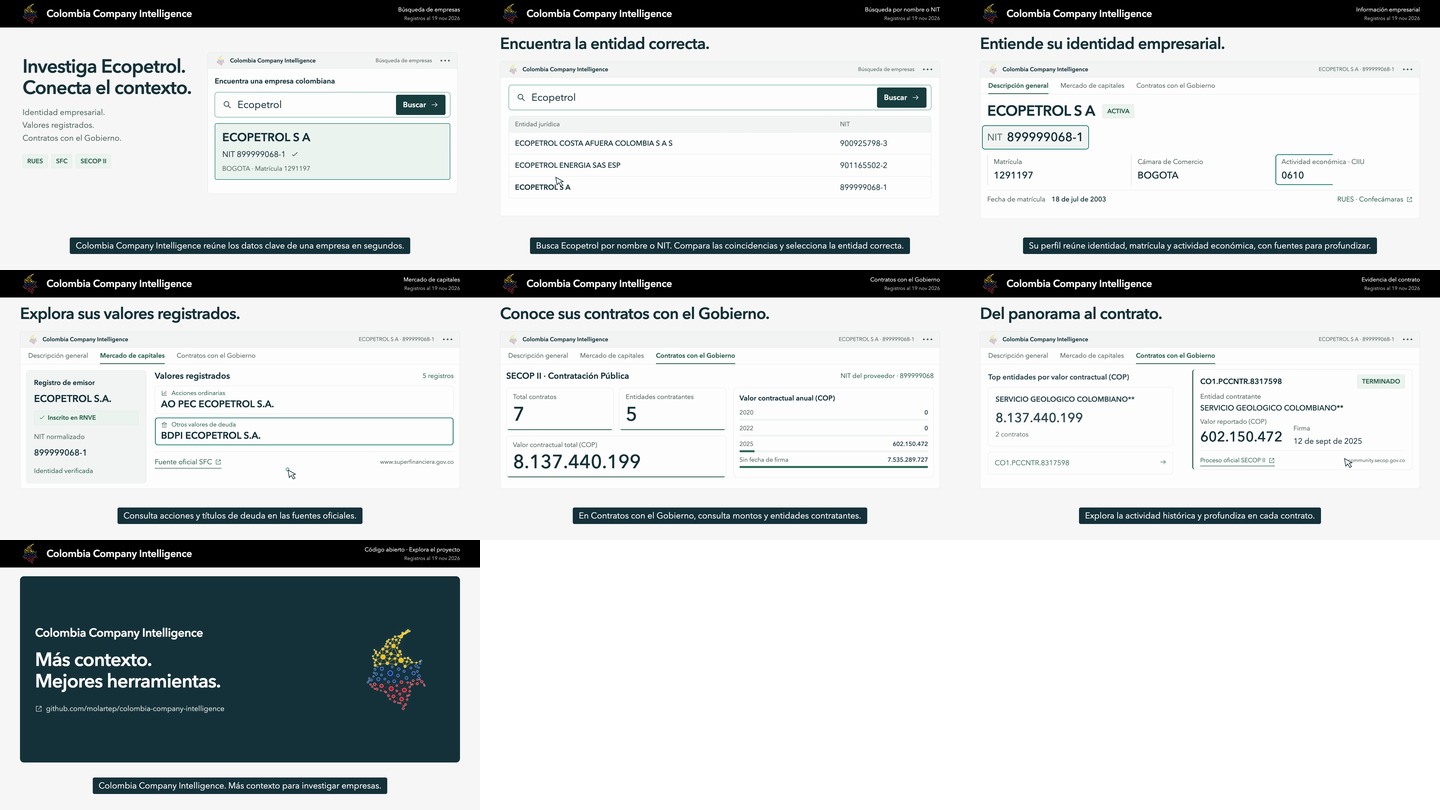 Colombia Company Intelligence
Búsqueda de empresas
Registros al 19 nov 2026
Investiga Ecopetrol.
Conecta el contexto.
Identidad empresarial.
Valores registrados.
Contratos con el Gobierno.
RUES SFC SECOP II
Colombia Company Intelligence
Búsqueda de empresas
Encuentra una empresa colombiana
Ecopetrol
Buscar →
ECOPETROL S A
NIT 899999068-1 ✓
BOGOTA · Matrícula 1291197
Colombia Company Intelligence reúne los datos clave de una empresa en segundos.
Colombia Company Intelligence
Búsqueda por nombre o NIT
Registros al 19 nov 2026
Encuentra la entidad correcta.
Colombia Company Intelligence
Búsqueda de empresas
Ecopetrol
Buscar →
Entidad jurídica NIT
ECOPETROL COSTA AFUERA COLOMBIA S A S 900925798-3
ECOPETROL ENERGIA SAS ESP 901165502-2
ECOPETROL S A 899999068-1
Busca Ecopetrol por nombre o NIT. Compara las coincidencias y selecciona la entidad correcta.
Colombia Company Intelligence
Información empresarial
Registros al 19 nov 2026
Entiende su identidad empresarial.
Colombia Company Intelligence
ECOPETROL S A · 899999068-1
Descripción general Mercado de capitales Contratos con el Gobierno
ECOPETROL S A ACTIVA
NIT 899999068-1
Matrícula
1291197
Cámara de Comercio
BOGOTA
Actividad económica · CIIU
0610
Fecha de matrícula 18 de jul de 2003
RUES · Confecámaras
Su perfil reúne identidad, matrícula y actividad económica, con fuentes para profundizar.
Colombia Company Intelligence
Mercado de capitales
Registros al 19 nov 2026
Explora sus valores registrados.
Colombia Company Intelligence
ECOPETROL S A · 899999068-1
Descripción general Mercado de capitales Contratos con el Gobierno
Registro de emisor
ECOPETROL S.A.
✓ Inscrito en RNVE
NIT normalizado
899999068-1
Identidad verificada
Valores registrados 5 registros
Acciones ordinarias
AO PEC ECOPETROL S.A.
Otros valores de deuda
BDPI ECOPETROL S.A.
Fuente oficial SFC
www.superfinanciera.gov.co
Consulta acciones y títulos de deuda en las fuentes oficiales.
Colombia Company Intelligence
Contratos con el Gobierno
Registros al 19 nov 2026
Conoce sus contratos con el Gobierno.
Colombia Company Intelligence
ECOPETROL S A · 899999068-1
Descripción general Mercado de capitales Contratos con el Gobierno
SECOP II · Contratación Pública
NIT del proveedor · 899999068
Total contratos
7
Entidades contratantes
5
Valor contractual total (COP)
8.137.440.199
Valor contractual anual (COP)
2020 0
2022 0
2025 602.150.472
Sin fecha de firma 7.535.289.727
En Contratos con el Gobierno, consulta montos y entidades contratantes.
Colombia Company Intelligence
Evidencia del contrato
Registros al 19 nov 2026
Del panorama al contrato.
Colombia Company Intelligence
ECOPETROL S A · 899999068-1
Descripción general Mercado de capitales Contratos con el Gobierno
Top entidades por valor contractual (COP)
SERVICIO GEOLOGICO COLOMBIANO**
8.137.440.199
2 contratos
CO1.PCCNTR.8317598 →
CO1.PCCNTR.8317598 TERMINADO
Entidad contratante
SERVICIO GEOLOGICO COLOMBIANO**
Valor reportado (COP)
602.150.472
Firma
12 de sept de 2025
Proceso oficial SECOP II
Explora la actividad histórica y profundiza en cada contrato.
Colombia Company Intelligence
Código abierto · Explora el proyecto
Registros al 19 nov 2026
Colombia Company Intelligence
Más contexto.
Mejores herramientas.
github.com/molartep/colombia-company-intelligence
Colombia Company Intelligence. Más contexto para investigar empresas.